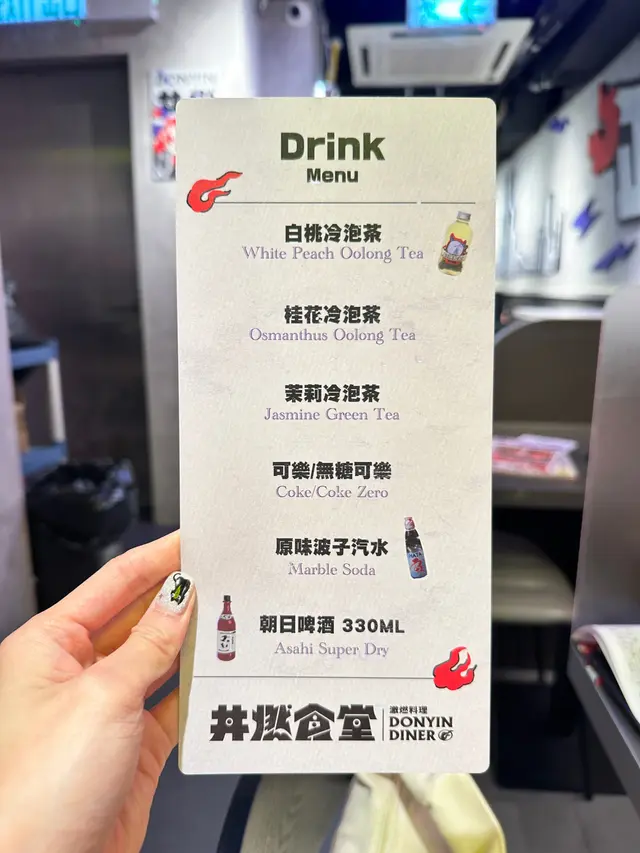 Drink
Menu
白桃冷泡茶
White Peach Oolong Tea
桂花冷泡茶
Osmanthus Oolong Tea
茉莉冷泡茶
Jasmine Green Tea
可樂/無糖可樂
Coke/Coke Zero
原味波子汽水
Marble Soda
朝日啤酒 330ML
Asahi Super Dry
丼燃食堂
激燃料理
DONYIN
DINER